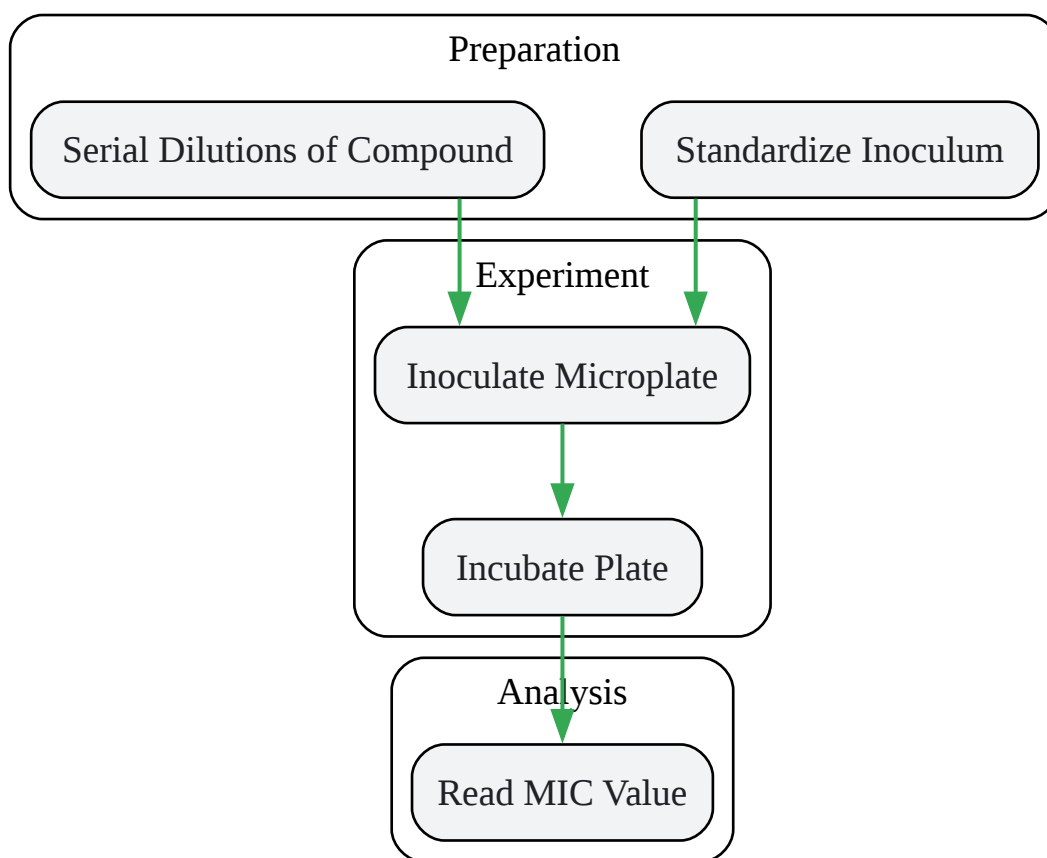 Preparation
Serial Dilutions of Compound
Standardize Inoculum
Experiment
Inoculate Microplate
Incubate Plate
Analysis
Read MIC Value